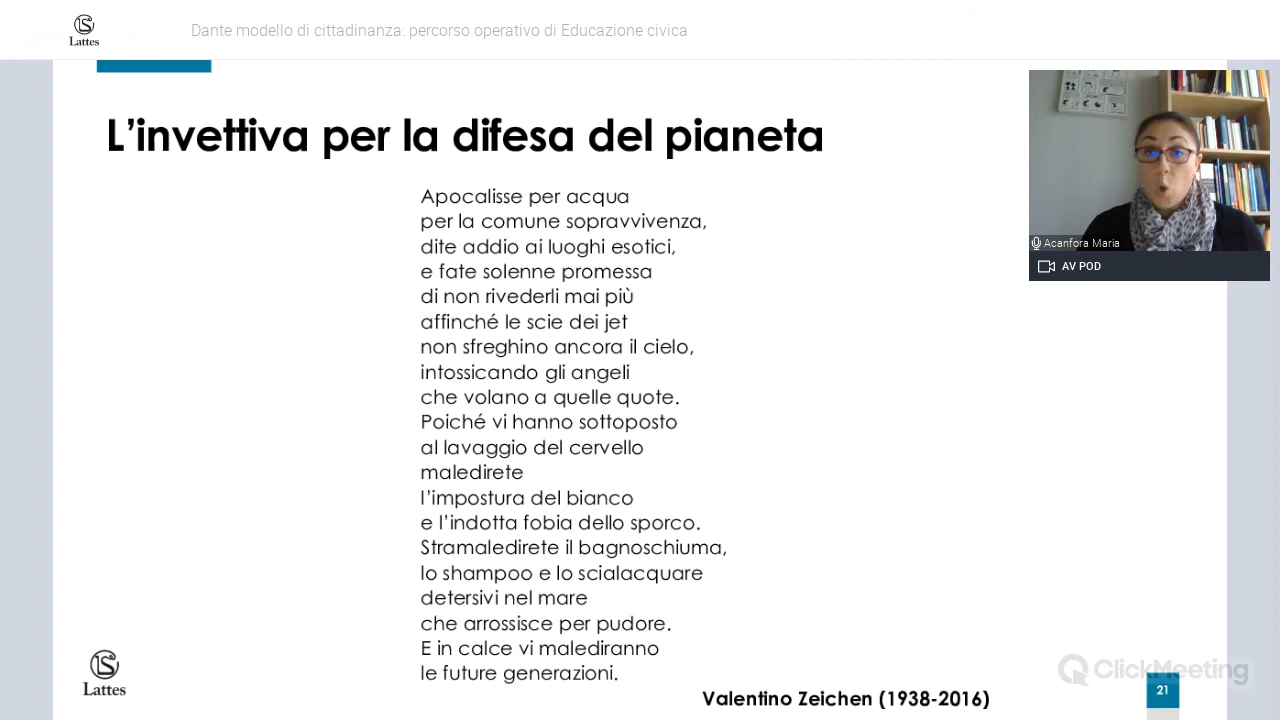 Lattes
Dante modello di cittadinanza: percorso operativo di Educazione civica
L'invettiva per la difesa del pianeta
Apocalisse per acqua
per la comune sopravvivenza,
dite addio ai luoghi esotici,
e fate solenne promessa
di non rivederli mai più
affinché le scie dei jet
non sfreghino ancora il cielo,
intossicando gli angeli
che volano a quelle quote.
Poiché vi hanno sottoposto
al lavaggio del cervello
maledirete
l'impostura del bianco
e l'indotta fobia dello sporco.
Stramaledirete il bagnoschiuma,
lo shampoo e lo scialacquare
detersivi nel mare
che arrossisce per pudore.
E in calce vi malediranno
le future generazioni.
Valentino Zeichen (1938-2016)
Acanfora Maria
AV POD
Lattes
ClickMeeting
21